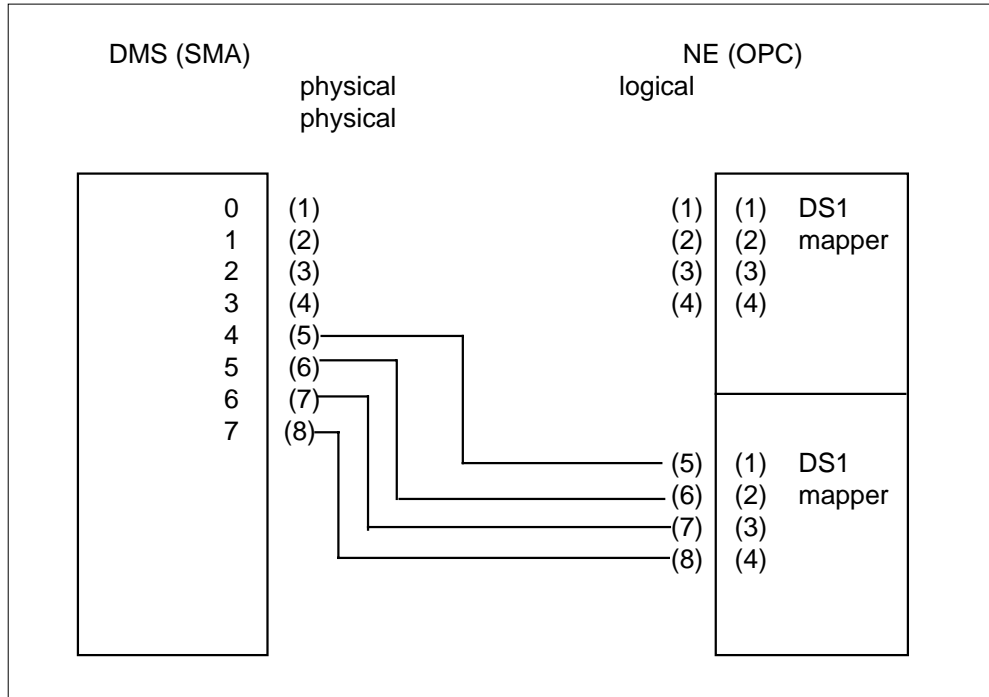 DMS (SMA) NE (OPC)
physical logical
physical
0 (1) (1) (1) DS1
1 (2) (2) (2) mapper
2 (3) (3) (3)
3 (4) (4) (4)
4 (5)
5 (6)
6 (7)
7 (8)
(5) (1) DS1
(6) (2) mapper
(7) (3)
(8) (4)